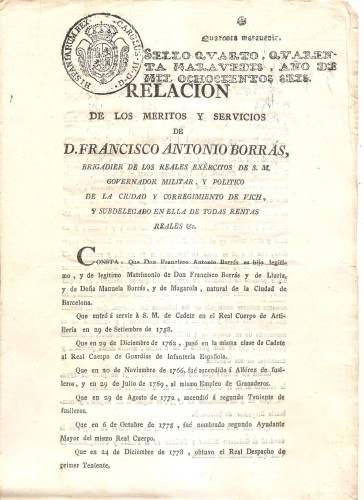 HISPANIARUM REX CAROLUS IV D G
Quarenta maravedis.
SELLO QVARTO, QVAREN-
TA MARAVEDIS, AÑO DE
MIL OCHOCIENTOS SEIS.
RELACION
DE LOS MERITOS Y SERVICIOS
DE
D. FRANCISCO ANTONIO BORRÁS,
BRIGADIER DE LOS REALES EXÉRCITOS DE S. M.
GOVERNADOR MILITAR, Y POLITICO
DE LA CIUDAD Y CORREGIMIENTO DE VICH,
Y SUBDELEGADO EN ELLA DE TODAS RENTAS
REALES &c.
CONSTA: Que Don Francisco Antonio Borrás es hijo legiti-
mo, y de legitimo Matrimonio de Don Francisco Borrás y de Lluria,
y de Doña Manuela Borrás, y de Magarola, natural de la Ciudad de
Barcelona.
Que entró á servir á S. M. de Cadete en el Real Cuerpo de Arti-
llería en 29 de Setiembre de 1758.
Que en 29 de Diciembre de 1762, pasó en la misma clase de Cadete
al Real Cuerpo de Guardias de Infantería Española.
Que en 20 de Noviembre de 1766, fué ascendido á Alférez de fusi-
leros, y en 29 de Julio de 1769, al mismo Empleo de Granaderos.
Que en 29 de Agosto de 1772, ascendió á segundo Teniente de
fusileros.
Que en 6 de Octubre de 1778, fué nombrado segundo Ayudante
Mayor del mismo Real Cuerpo.
Que en 24 de Diciembre de 1778, obtuvo el Real Despacho de
primer Teniente.